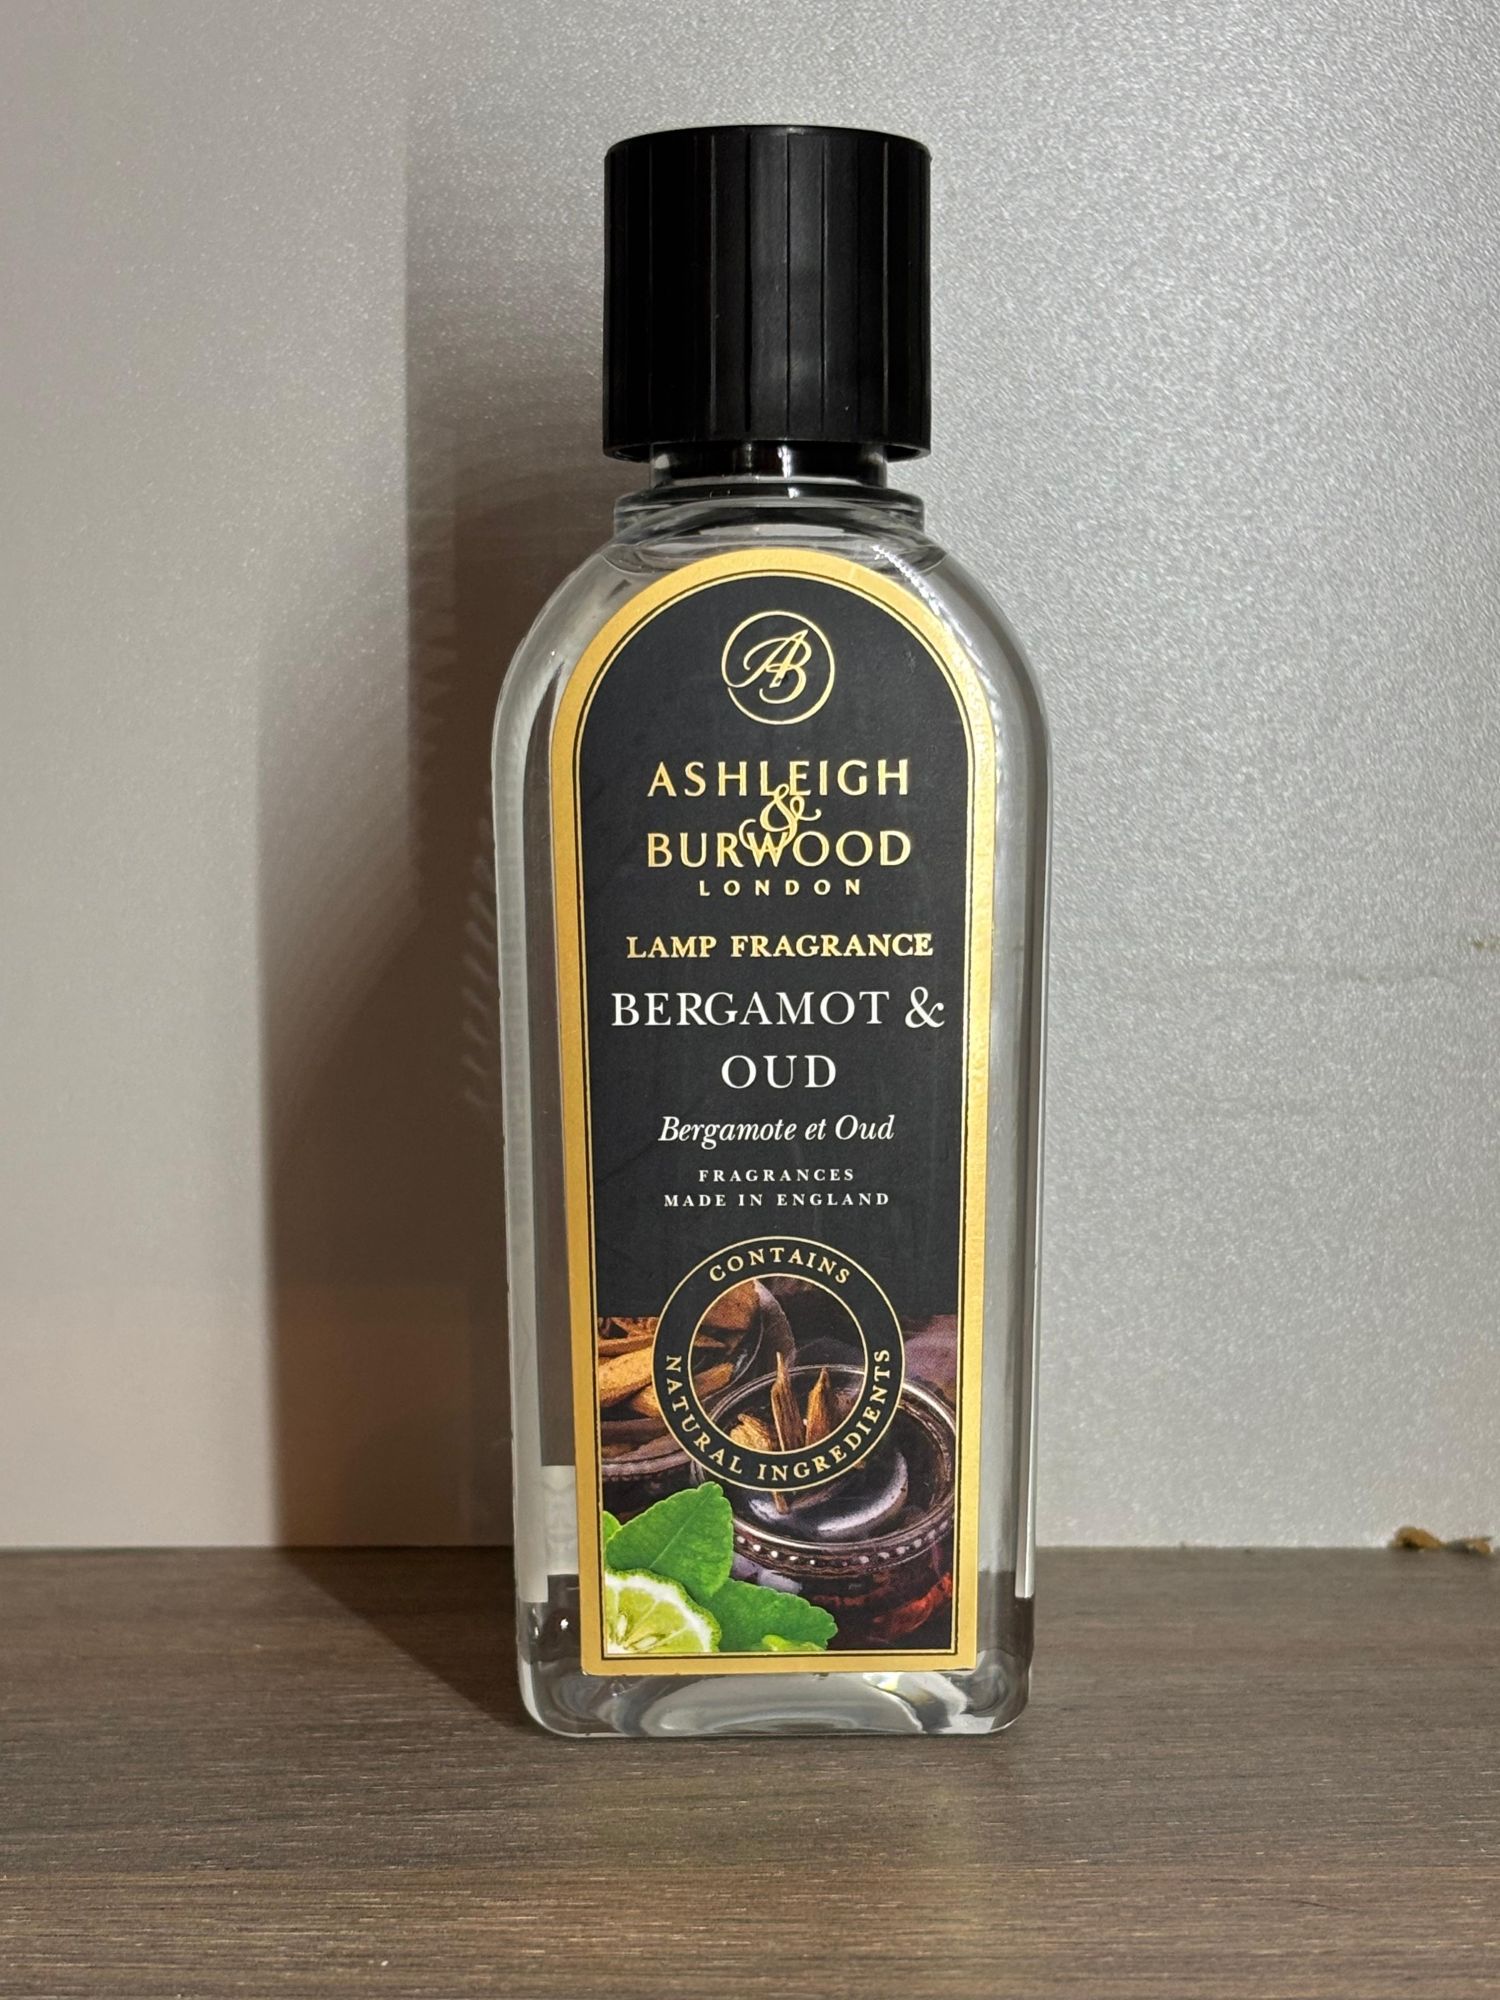 AB
ASHLEIGH
&
BURWOOD
LONDON
LAMP FRAGRANCE
BERGAMOT &
OUD
Bergamote et Oud
FRAGRANCES
MADE IN ENGLAND
CONTAINS
NATURAL INGREDIENTS